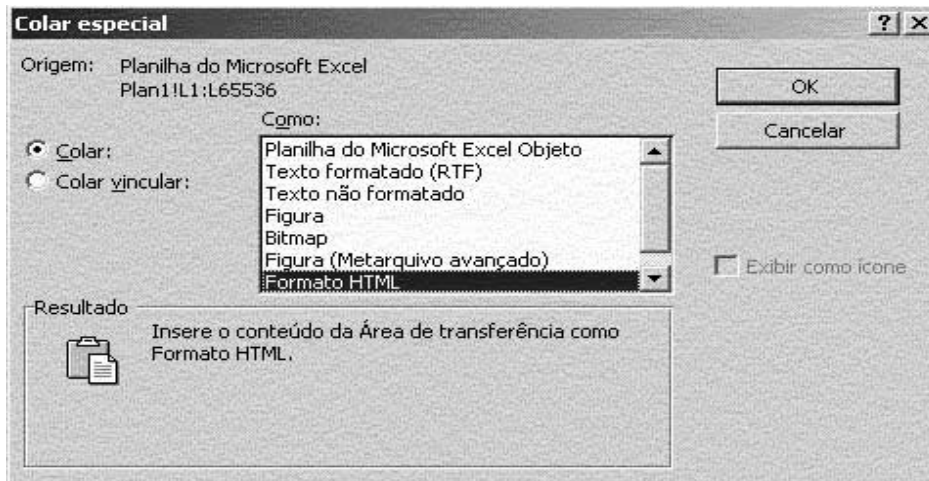 Colar especial
Origem: Planilha do Microsoft Excel
Plan1!L1:L65536
Como:
Colar:
Colar vincular:
Planilha do Microsoft Excel Objeto
Texto formatado (RTF)
Texto não formatado
Figura
Bitmap
Figura (Metarquivo avançado)
Formato HTML
OK
Cancelar
Exibir como ícone
Resultado
Insere o conteúdo da Área de transferência como
Formato HTML.